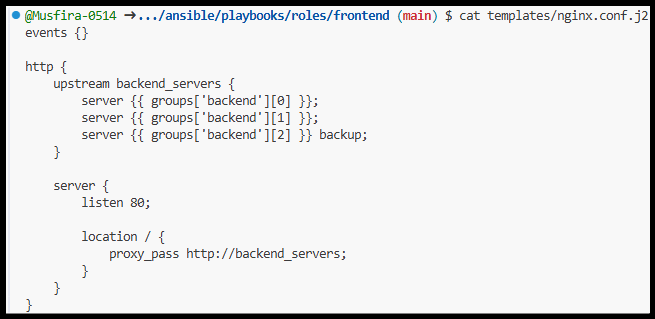 @Musfira-0514 ➜.../ansible/playbooks/roles/frontend (main) $ cat templates/nginx.conf.j2
events {}

http {
    upstream backend_servers {
        server {{ groups['backend'][0] }};
        server {{ groups['backend'][1] }};
        server {{ groups['backend'][2] }} backup;
    }

    server {
        listen 80;

        location / {
            proxy_pass http://backend_servers;
        }
    }
}